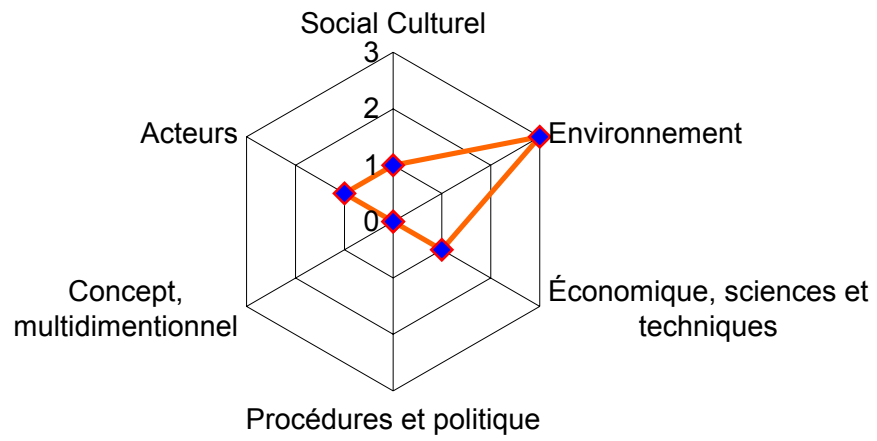 Social Culturel
3
2
1
0
Acteurs
Environnement
Concept,
multidimentionnel
Économique, sciences et
techniques
Procédures et politique